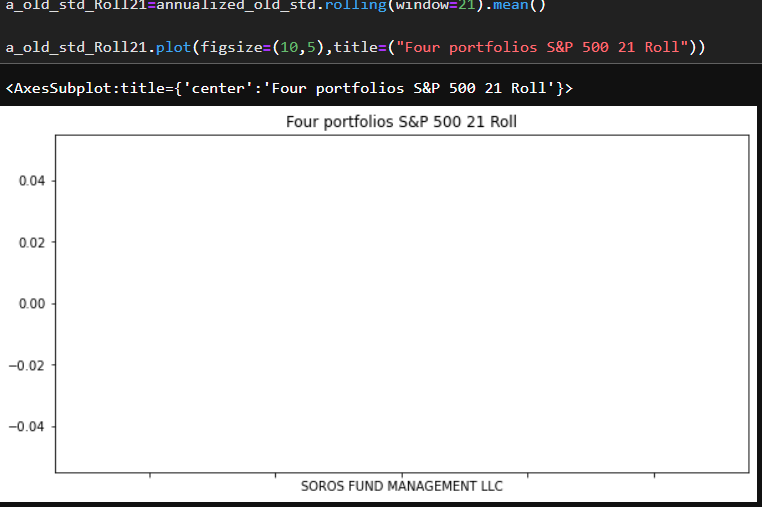 a_old_std_Roll21=annualized_old_std.rolling(window=21).mean()
a_old_std_Roll21.plot(figsize=(10,5),title=("Four portfolios S&P 500 21 Roll"))
<AxesSubplot:title={'center':'Four portfolios S&P 500 21 Roll'}>
Four portfolios S&P 500 21 Roll
0.04
0.02
0.00
−0.02
−0.04
SOROS FUND MANAGEMENT LLC